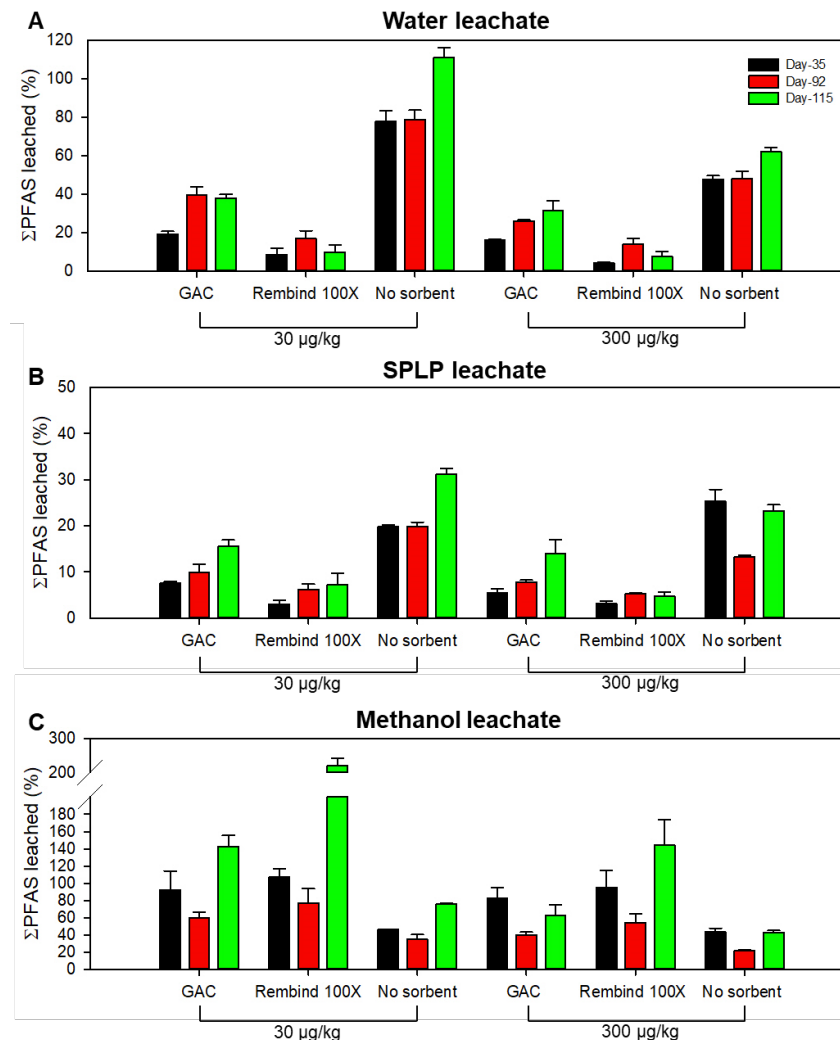 A
Water leachate
ΣPFAS leached (%)
120
100
80
60
40
20
0
Day-35
Day-92
Day-115
GAC Rembind 100X No sorbent GAC Rembind 100X No sorbent
30 µg/kg 300 µg/kg
B
SPLP leachate
ΣPFAS leached (%)
50
40
30
20
10
0
GAC Rembind 100X No sorbent GAC Rembind 100X No sorbent
30 µg/kg 300 µg/kg
C
Methanol leachate
ΣPFAS leached (%)
300
200
180
160
140
120
100
80
60
40
20
0
GAC Rembind 100X No sorbent GAC Rembind 100X No sorbent
30 µg/kg 300 µg/kg